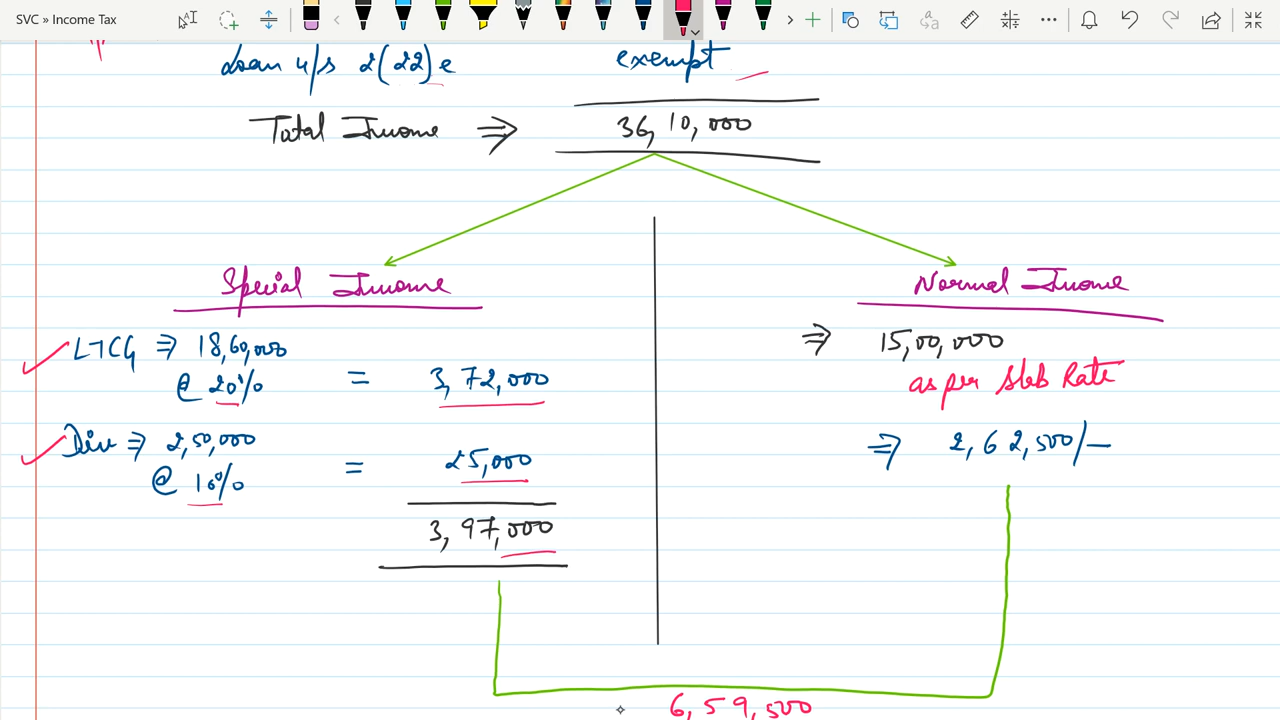 SVC » Income Tax
Loan u/s 2(22)e exempt
Total Income ⇒ 36,10,000
Special Income
LTCG ⇒ 18,60,000
@ 20% = 3,72,000
Div ⇒ 2,50,000
@ 10% = 25,000
3,97,000
Normal Income
⇒ 15,00,000
as per Slab Rate
⇒ 2,62,500/-
6,59,500